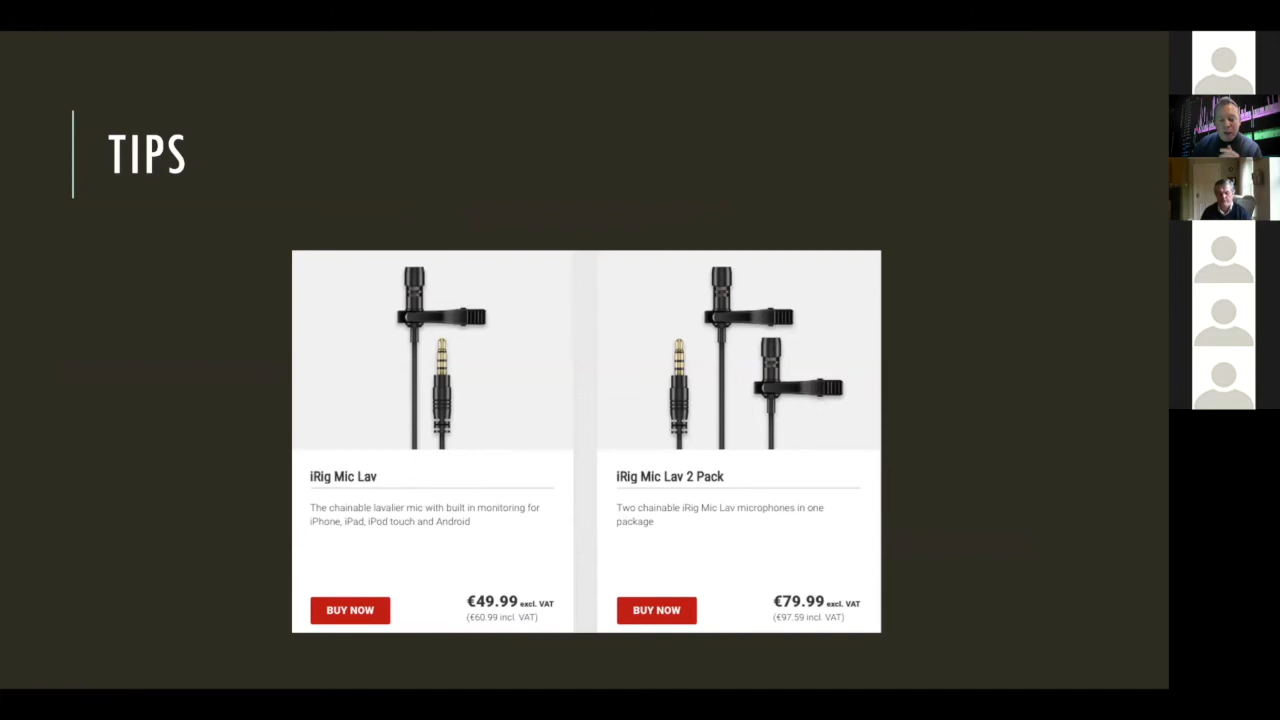 TIPS
iRig Mic Lav
The chainable lavalier mic with built in monitoring for
iPhone, iPad, iPod touch and Android
BUY NOW
€49.99 excl. VAT
(€60.99 incl. VAT)
iRig Mic Lav 2 Pack
Two chainable iRig Mic Lav microphones in one
package
BUY NOW
€79.99 excl. VAT
(€97.59 incl. VAT)